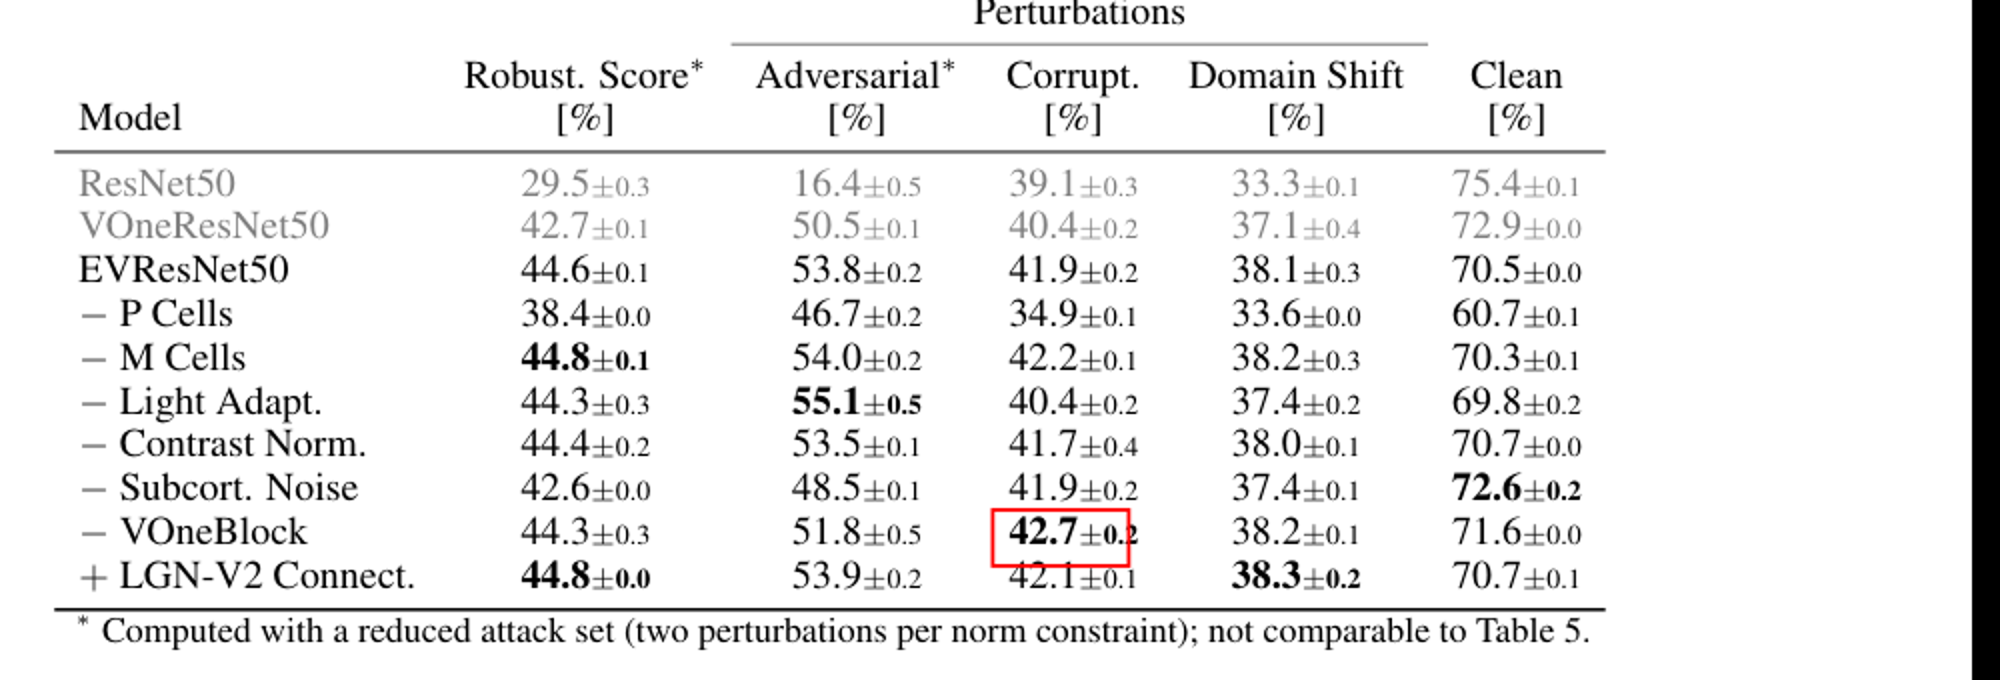 Perturbations
Robust. Score* Adversarial* Corrupt. Domain Shift Clean
Model [%] [%] [%] [%] [%]
ResNet50 29.5±0.3 16.4±0.5 39.1±0.3 33.3±0.1 75.4±0.1
VOneResNet50 42.7±0.1 50.5±0.1 40.4±0.2 37.1±0.4 72.9±0.0
EVResNet50 44.6±0.1 53.8±0.2 41.9±0.2 38.1±0.3 70.5±0.0
− P Cells 38.4±0.0 46.7±0.2 34.9±0.1 33.6±0.0 60.7±0.1
− M Cells 44.8±0.1 54.0±0.2 42.2±0.1 38.2±0.3 70.3±0.1
− Light Adapt. 44.3±0.3 55.1±0.5 40.4±0.2 37.4±0.2 69.8±0.2
− Contrast Norm. 44.4±0.2 53.5±0.1 41.7±0.4 38.0±0.1 70.7±0.0
− Subcort. Noise 42.6±0.0 48.5±0.1 41.9±0.2 37.4±0.1 72.6±0.2
− VOneBlock 44.3±0.3 51.8±0.5 42.7±0.2 38.2±0.1 71.6±0.0
+ LGN-V2 Connect. 44.8±0.0 53.9±0.2 42.1±0.1 38.3±0.2 70.7±0.1
* Computed with a reduced attack set (two perturbations per norm constraint); not comparable to Table 5.